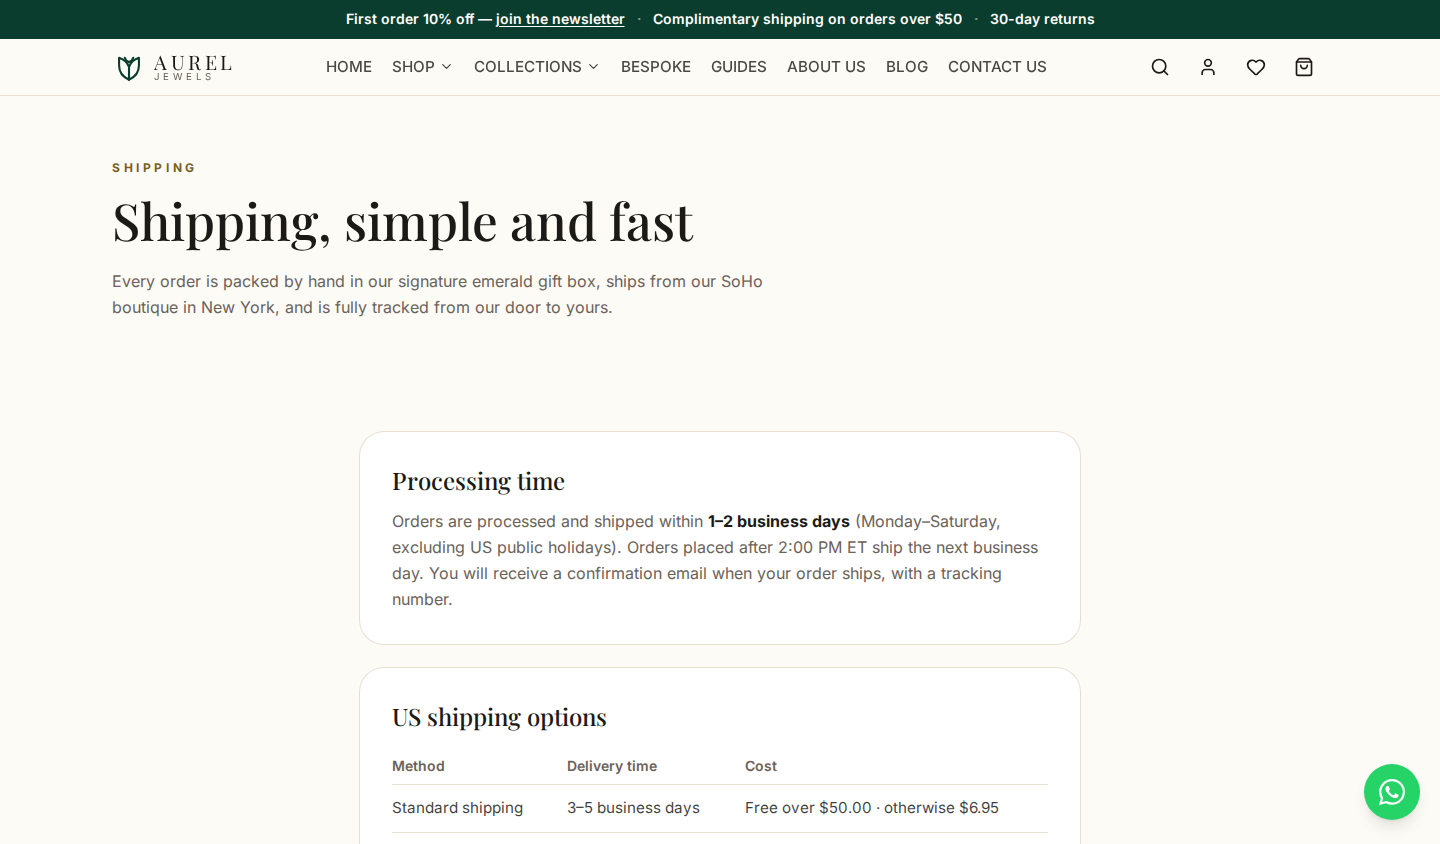 First order 10% off — join the newsletter · Complimentary shipping on orders over $50 · 30-day returns
AUREL
JEWELS
HOME SHOP COLLECTIONS BESPOKE GUIDES ABOUT US BLOG CONTACT US
SHIPPING
Shipping, simple and fast
Every order is packed by hand in our signature emerald gift box, ships from our SoHo
boutique in New York, and is fully tracked from our door to yours.
Processing time
Orders are processed and shipped within 1–2 business days (Monday–Saturday,
excluding US public holidays). Orders placed after 2:00 PM ET ship the next business
day. You will receive a confirmation email when your order ships, with a tracking
number.
US shipping options
Method Delivery time Cost
Standard shipping 3–5 business days Free over $50.00 · otherwise $6.95